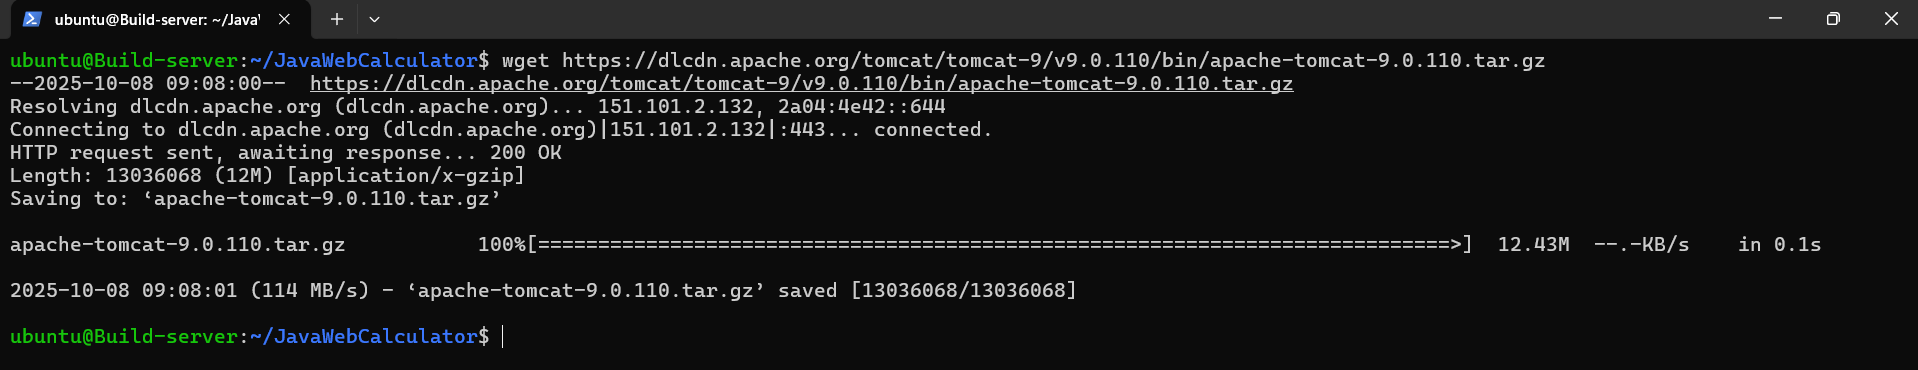 ubuntu@Build-server: ~/Java
ubuntu@Build-server:~/JavaWebCalculator$ wget https://dlcdn.apache.org/tomcat/tomcat-9/v9.0.110/bin/apache-tomcat-9.0.110.tar.gz
--2025-10-08 09:08:00--  https://dlcdn.apache.org/tomcat/tomcat-9/v9.0.110/bin/apache-tomcat-9.0.110.tar.gz
Resolving dlcdn.apache.org (dlcdn.apache.org)... 151.101.2.132, 2a04:4e42::644
Connecting to dlcdn.apache.org (dlcdn.apache.org)|151.101.2.132|:443... connected.
HTTP request sent, awaiting response... 200 OK
Length: 13036068 (12M) [application/x-gzip]
Saving to: ‘apache-tomcat-9.0.110.tar.gz’
apache-tomcat-9.0.110.tar.gz           100%[============================================================================>]  12.43M  --.-KB/s    in 0.1s
2025-10-08 09:08:01 (114 MB/s) - ‘apache-tomcat-9.0.110.tar.gz’ saved [13036068/13036068]
ubuntu@Build-server:~/JavaWebCalculator$